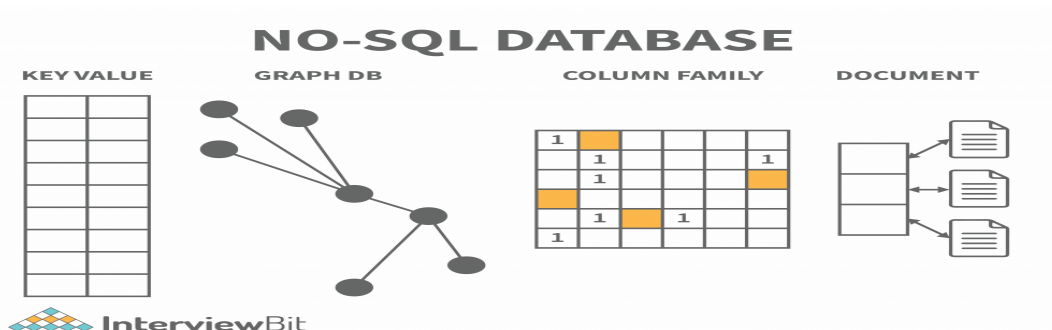 NO-SQL DATABASE
KEY VALUE
GRAPH DB
COLUMN FAMILY
DOCUMENT
1
1 1
1
1 1
1
InterviewBit